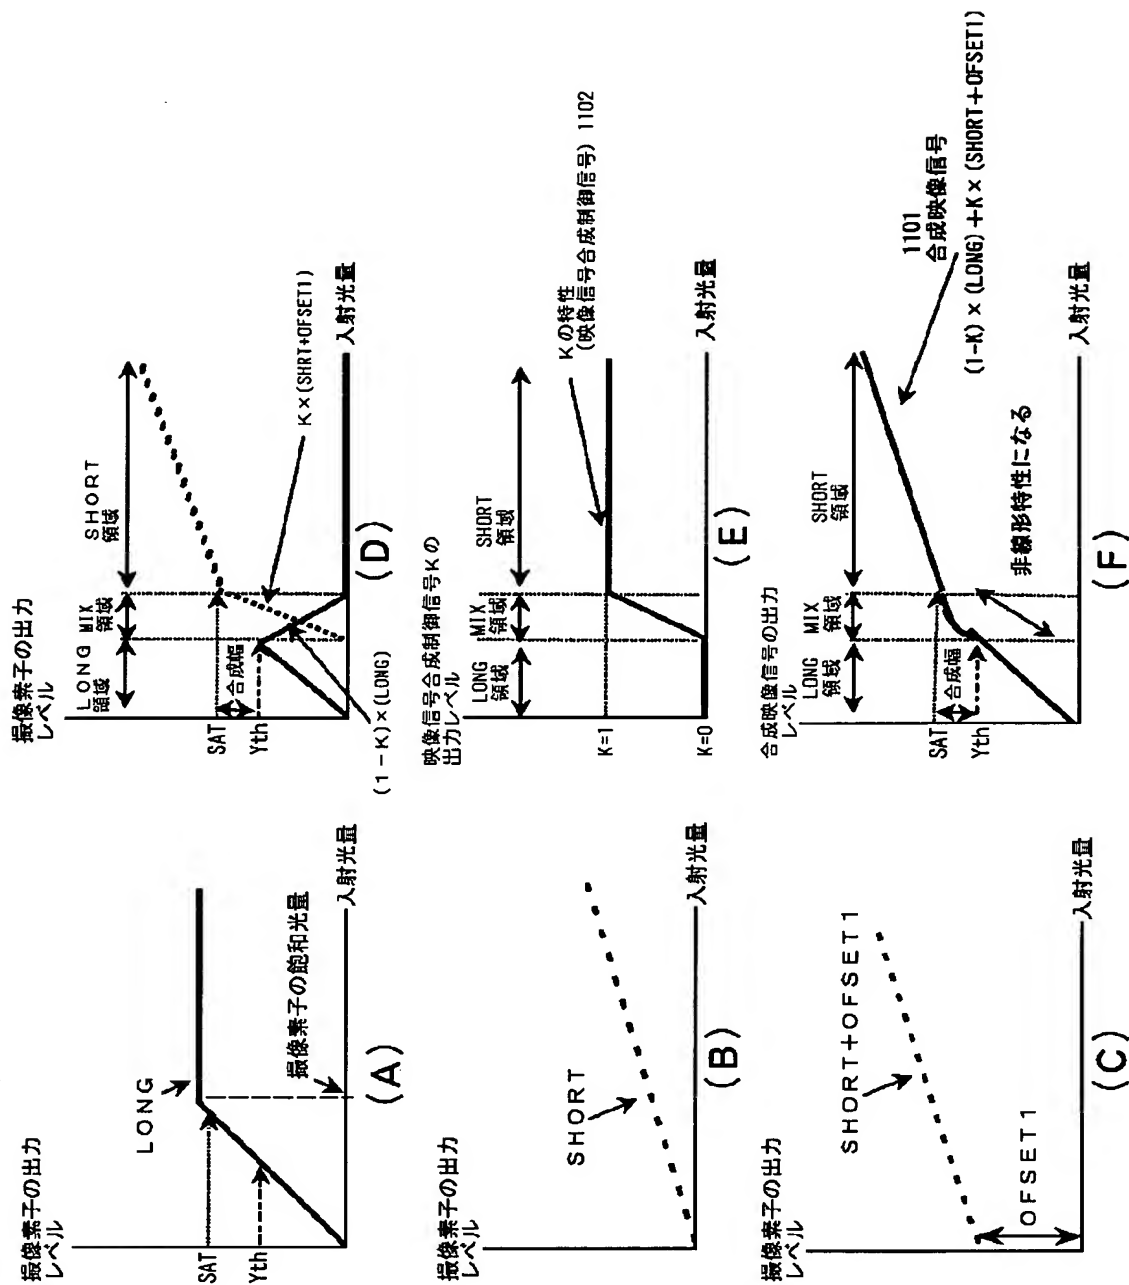 撮像素子の出力
レベル
LONG
SAT
Yth
撮像素子の飽和光量
入射光量
(A)
撮像素子の出力
レベル
SHORT
入射光量
(B)
撮像素子の出力
レベル
SHORT+OFSET1
OFSET1
入射光量
(C)
撮像素子の出力
レベル
LONG
領域
MIX
領域
SHORT
領域
SAT
合成幅
Yth
(1-K)×(LONG)
K×(SHRT+OFSET1)
入射光量
(D)
映像信号合成制御信号Kの
出力レベル
LONG
領域
MIX
領域
SHORT
領域
K=1
K=0
Kの特性
(映像信号合成制御信号) 1102
入射光量
(E)
合成映像信号の出力
レベル
LONG
領域
MIX
領域
SHORT
領域
SAT
合成幅
Yth
1101
合成映像信号
(1-K)×(LONG)+K×(SHORT+OFSET1)
非線形特性になる
入射光量
(F)